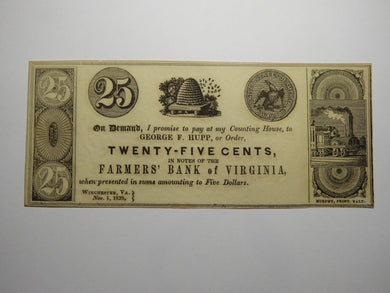 25
25
On Demand, I promise to pay at my Counting House, to
GEORGE F. HUPP, or Order,
TWENTY-FIVE CENTS,
IN NOTES OF THE
FARMERS' BANK of VIRGINIA,
when presented in sums amounting to Five Dollars.
WINCHESTER, VA.
Nov. 1, 1839,
25
MURPHY, PRINT. BALT.